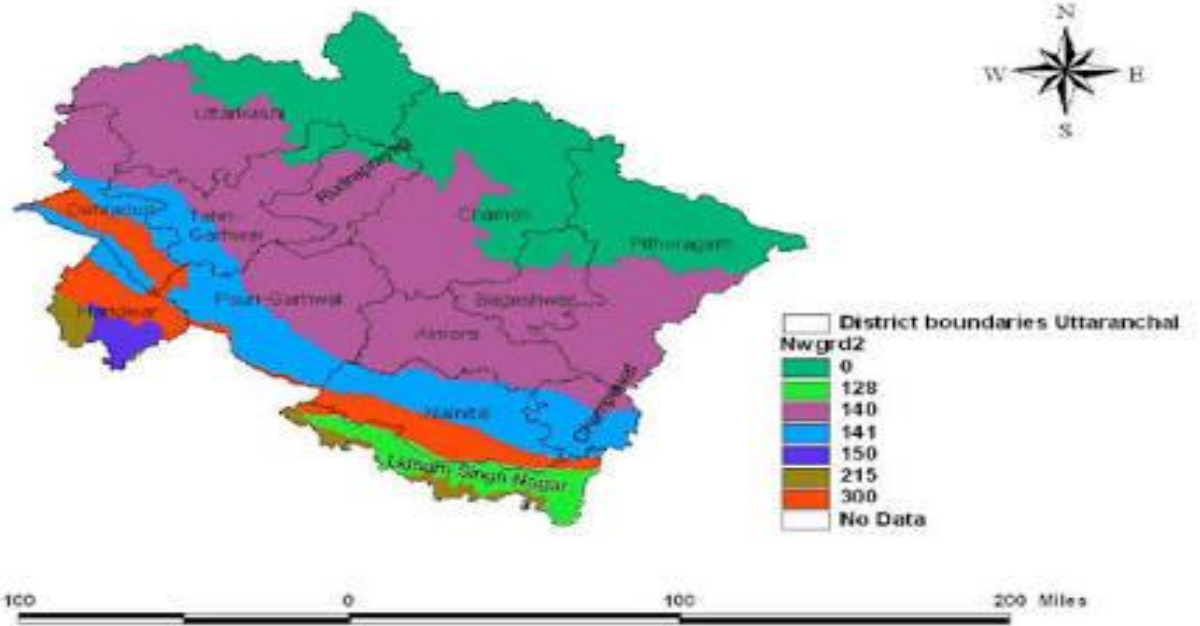 N
W E
S
Uttarkashi
Rudraprayag
Dehradun
Tehri-
Garhwal
Chamoli
Pithoragarh
Hardwar
Pauri-Garhwal
Bageshwar
Almora
Champawat
Nainital
Udham Singh Nagar
District boundaries Uttaranchal
Nwgrd2
0
128
140
141
150
215
300
No Data
100 0 100 200 Miles